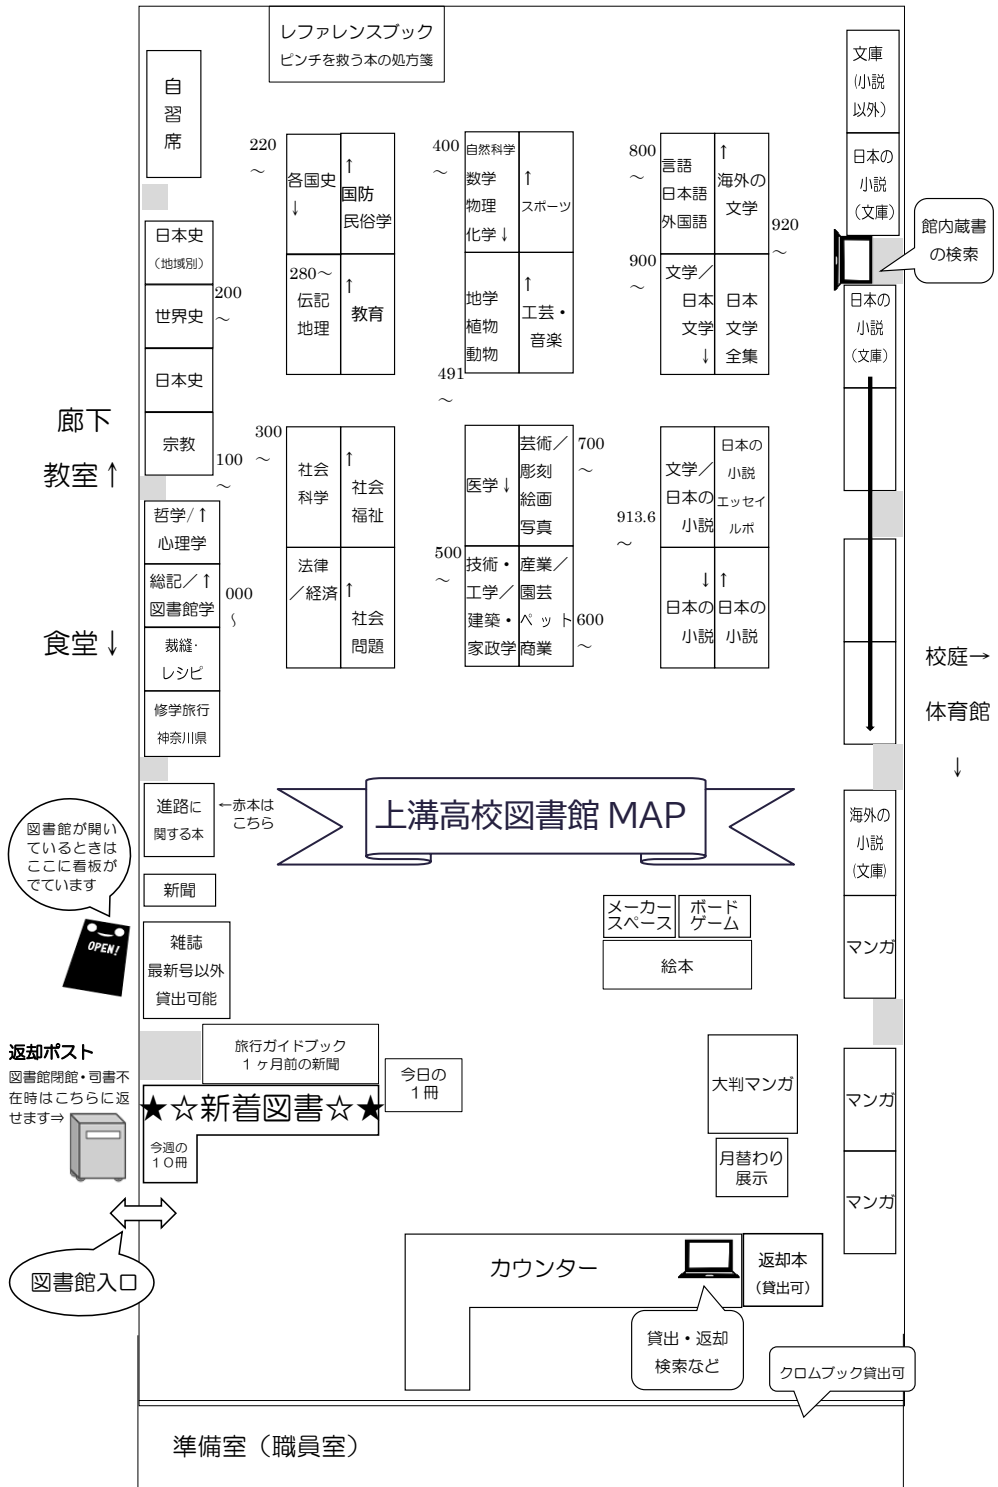 レファレンスブック
ピンチを救う本の処方箋
自
習
席
文庫
(小説
以外)
日本の
小説
(文庫)
館内蔵書
の検索
日本の
小説
(文庫)
220
～
各国史
↓
↑
国防
民俗学
280～
伝記
地理
↑
教育
400
～
自然科学
数学
物理
化学↓
↑
スポーツ
地学
植物
動物
↑
工芸・
音楽
491
～
800
～
言語
日本語
外国語
↑
海外の
文学
920
～
900
～
文学／
日本
文学
↓
日本
文学
全集
日本史
(地域別)
世界史
200
～
日本史
宗教
100
～
哲学/↑
心理学
総記／↑
図書館学
000
～
裁縫·
レシピ
修学旅行
神奈川県
廊下
教室↑
食堂↓
300
～
社会
科学
↑
社会
福祉
法律
／経済
↑
社会
問題
医学↓
芸術／
彫刻
絵画
写真
700
～
500
～
技術・
工学／
建築・
家政学
産業／
園芸
ペット
商業
600
～
913.6
～
文学／
日本の
小説
日本の
小説
エッセイ
ルポ
↓
日本の
小説
↑
日本の
小説
校庭→
体育館
↓
進路に
関する本
←赤本は
こちら
上溝高校図書館 MAP
海外の
小説
(文庫)
図書館が開い
ているときは
ここに看板が
でています
OPEN!
新聞
雑誌
最新号以外
貸出可能
メーカー
スペース
ボード
ゲーム
絵本
マンガ
返却ポスト
図書館閉館・司書不
在時はこちらに返
せます⇒
旅行ガイドブック
１ヶ月前の新聞
今日の
１冊
★☆新着図書☆★
今週の
１０冊
大判マンガ
月替わり
展示
マンガ
マンガ
図書館入口
カウンター
返却本
(貸出可)
貸出・返却
検索など
クロムブック貸出可
準備室（職員室）